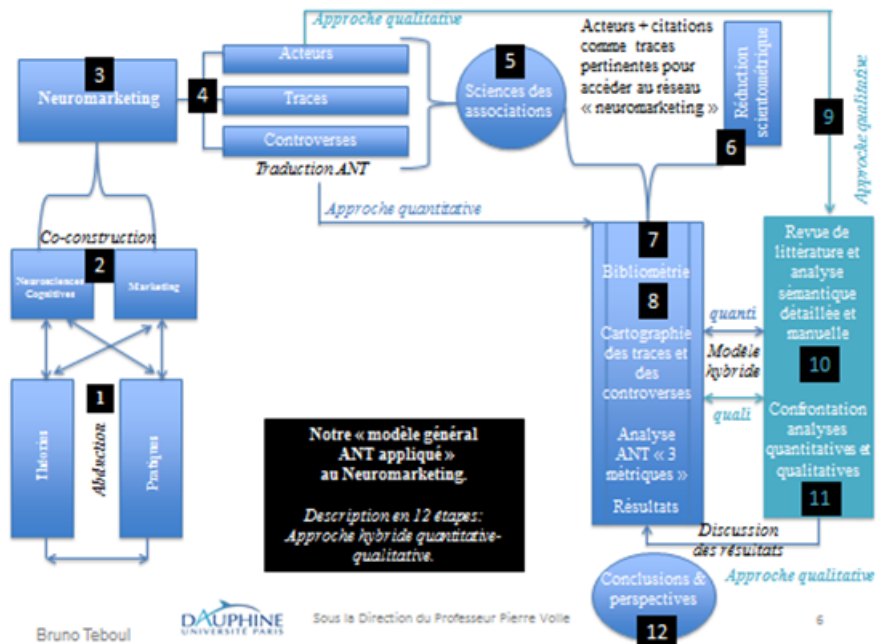 Approche qualitative
3
Neuromarketing
4
Acteurs
Traces
Controverses
Traduction ANT
5
Sciences des
associations
Acteurs + citations
comme traces
pertinentes pour
accéder au réseau
« neuromarketing »
Réduction
scientométrique
6
9
Approche qualitative
Approche quantitative
Co-construction
2
Neurosciences
Cognitives
Marketing
1
Théories
Abduction
Pratiques
7
Bibliométrie
8
Cartographie
des traces et
des
controverses
Analyse
ANT « 3
métriques »
Résultats
quanti
Modèle
hybride
quali
Revue de
littérature et
analyse
sémantique
détaillée et
manuelle
10
Confrontation
analyses
quantitatives et
qualitatives
11
Notre « modèle général
ANT appliqué »
au Neuromarketing.
Description en 12 étapes:
Approche hybride quantitative-
qualitative.
Discussion
des résultats
Approche qualitative
Conclusions &
perspectives
12
Bruno Teboul
DAUPHINE
UNIVERSITÉ PARIS
Sous la Direction du Professeur Pierre Volle
6